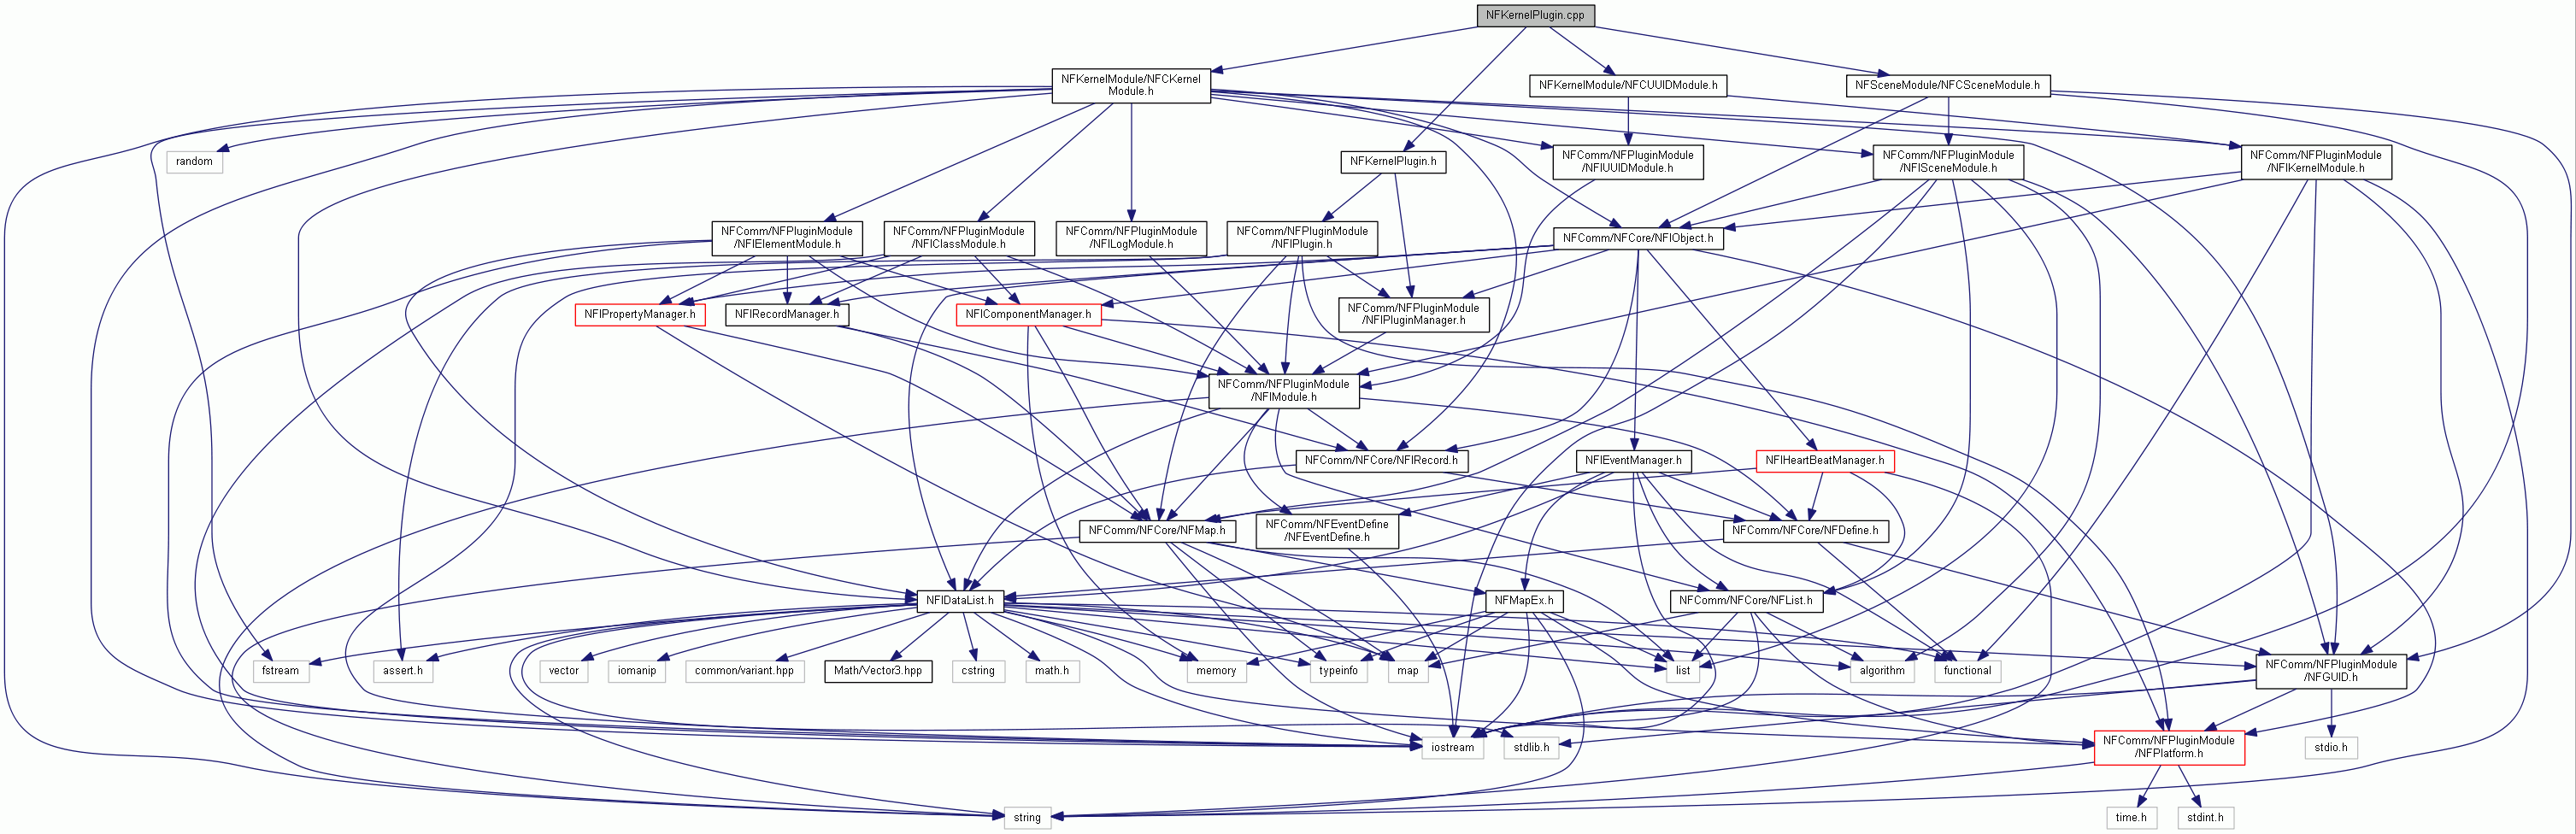 NFKernelPlugin.cpp
NFKernelModule/NFCKernel
Module.h
NFKernelModule/NFCUUIDModule.h
NFSceneModule/NFCSceneModule.h
random
NFKernelPlugin.h
NFComm/NFPluginModule
/NFIUUIDModule.h
NFComm/NFPluginModule
/NFISceneModule.h
NFComm/NFPluginModule
/NFIKernelModule.h
NFComm/NFPluginModule
/NFIElementModule.h
NFComm/NFPluginModule
/NFIClassModule.h
NFComm/NFPluginModule
/NFILogModule.h
NFComm/NFPluginModule
/NFIPlugin.h
NFComm/NFCore/NFIObject.h
NFIPropertyManager.h
NFIRecordManager.h
NFIComponentManager.h
NFComm/NFPluginModule
/NFIPluginManager.h
NFComm/NFPluginModule
/NFIModule.h
NFComm/NFCore/NFIRecord.h
NFIEventManager.h
NFIHeartBeatManager.h
NFComm/NFCore/NFMap.h
NFComm/NFEventDefine
/NFEventDefine.h
NFComm/NFCore/NFDefine.h
NFIDataList.h
NFMapEx.h
NFComm/NFCore/NFList.h
fstream
assert.h
vector
iomanip
common/variant.hpp
Math/Vector3.hpp
cstring
math.h
memory
typeinfo
map
list
algorithm
functional
NFComm/NFPluginModule
/NFGUID.h
iostream
stdlib.h
NFComm/NFPluginModule
/NFPlatform.h
stdio.h
string
time.h
stdint.h